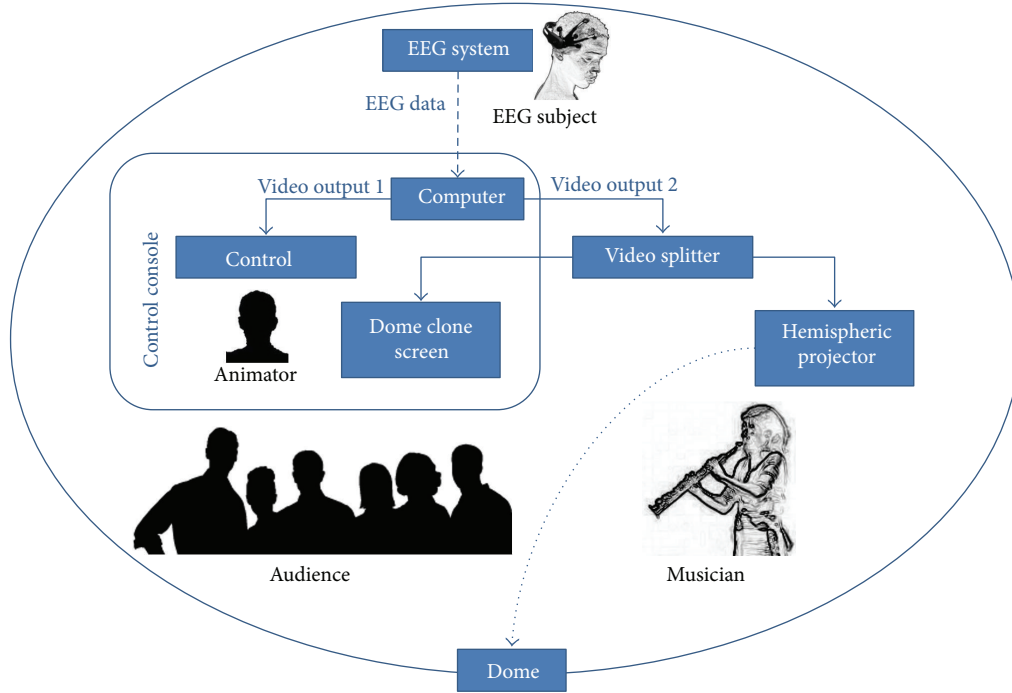 EEG system
EEG data
EEG subject
Video output 1
Computer
Video output 2
Control console
Control
Video splitter
Dome clone
screen
Hemispheric
projector
Animator
Audience
Musician
Dome